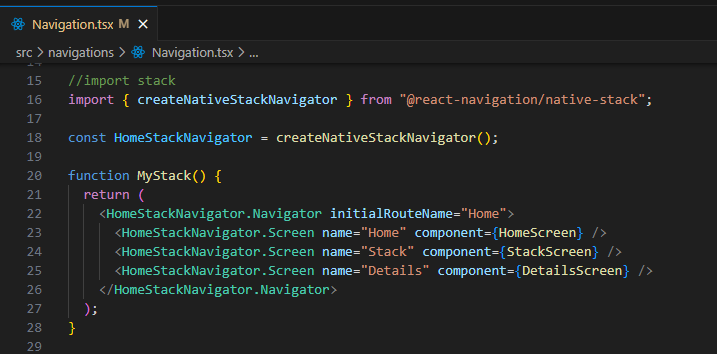 Navigation.tsx M
src > navigations > Navigation.tsx > ...
14
15 //import stack
16 import { createNativeStackNavigator } from "@react-navigation/native-stack";
17
18 const HomeStackNavigator = createNativeStackNavigator();
19
20 function MyStack() {
21   return (
22     <HomeStackNavigator.Navigator initialRouteName="Home">
23       <HomeStackNavigator.Screen name="Home" component={HomeScreen} />
24       <HomeStackNavigator.Screen name="Stack" component={StackScreen} />
25       <HomeStackNavigator.Screen name="Details" component={DetailsScreen} />
26     </HomeStackNavigator.Navigator>
27   );
28 }
29